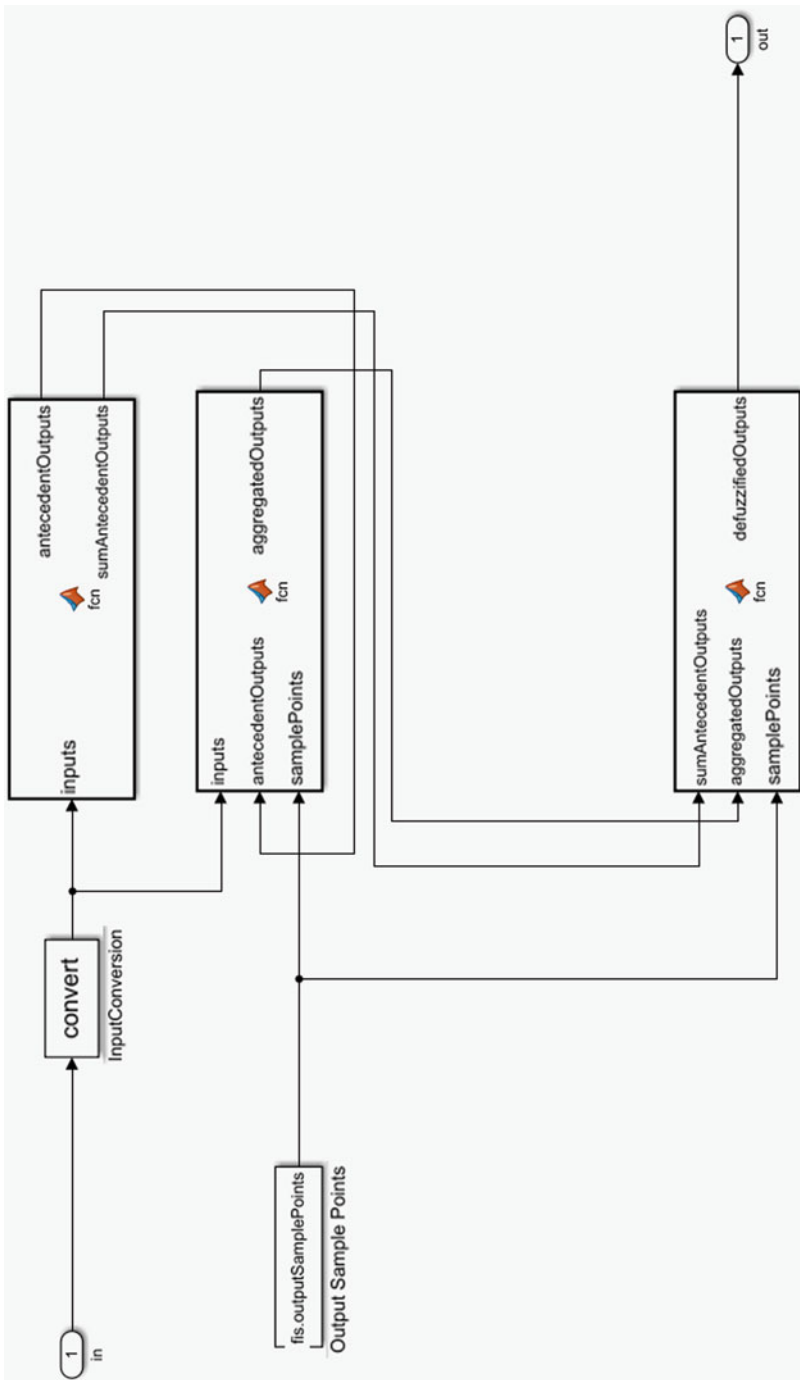 1
in
convert
InputConversion
inputs
fcn
antecedentOutputs
sumAntecedentOutputs
fis.outputSamplePoints
Output Sample Points
inputs
antecedentOutputs
samplePoints
fcn
aggregatedOutputs
sumAntecedentOutputs
aggregatedOutputs
samplePoints
fcn
defuzzifiedOutputs
1
out